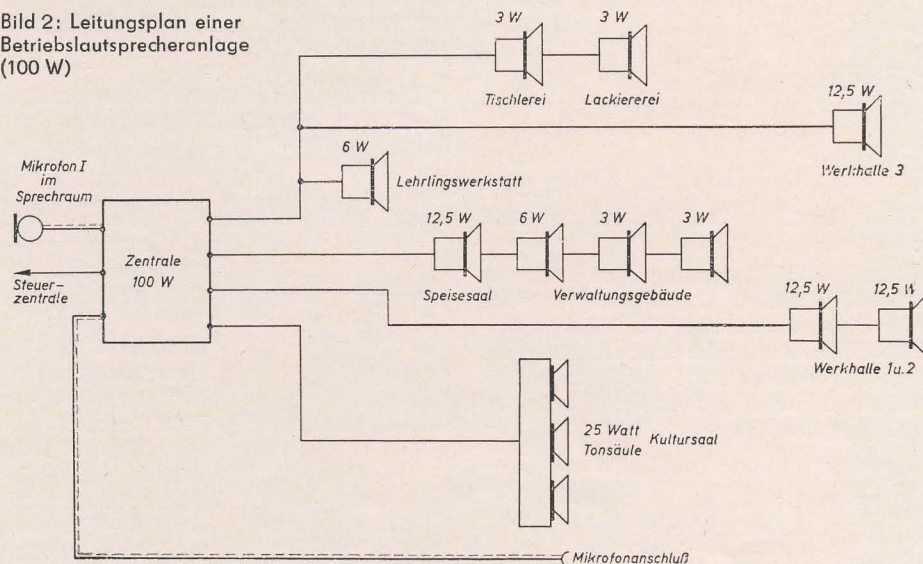 Bild 2: Leitungsplan einer
Betriebslautsprecheranlage
(100 W)
3 W
3 W
Tischlerei
Lackiererei
12,5 W
Werkhalle 3
6 W
Lehrlingswerkstatt
Mikrofon I
im
Sprechraum
Zentrale
100 W
Steuer-
zentrale
12,5 W
6 W
3 W
3 W
Speisesaal
Verwaltungsgebäude
12,5 W
12,5 W
Werkhalle 1u.2
25 Watt
Tonsäule
Kultursaal
Mikrofonanschluß